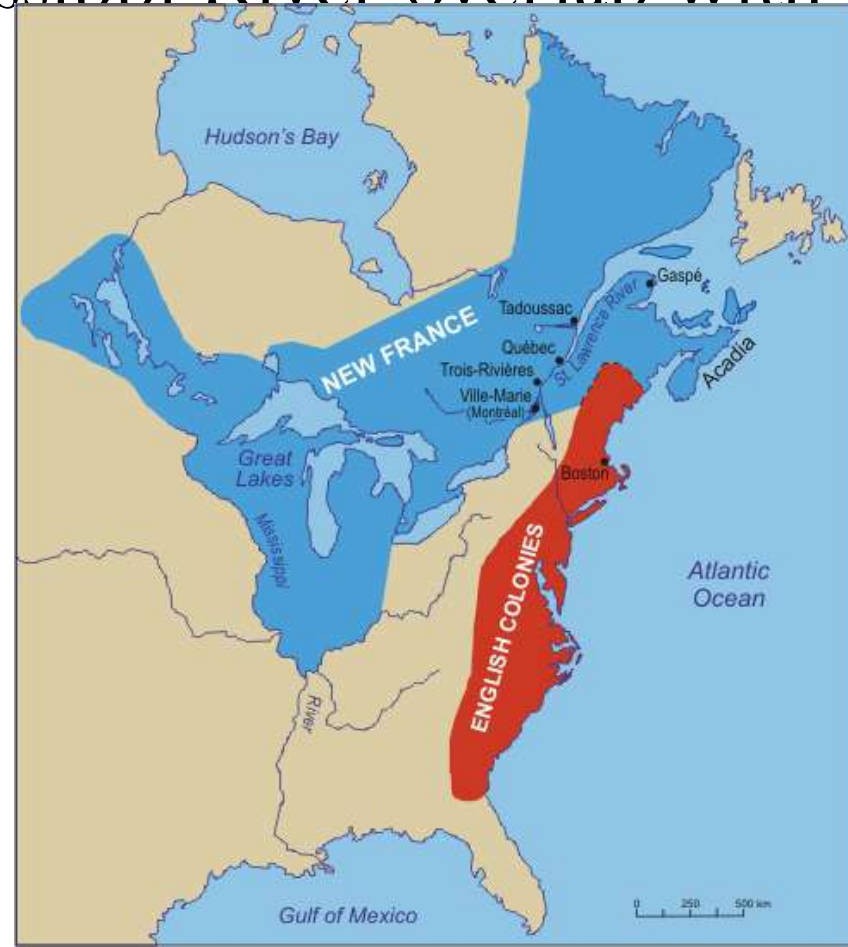 Hudson's Bay
Gaspé
Tadoussac
St. Lawrence River
NEW FRANCE
Québec
Acadia
Trois-Rivières
Ville-Marie
(Montréal)
Great
Lakes
Boston
Mississippi
ENGLISH COLONIES
Atlantic
Ocean
River
0 250 500 km
Gulf of Mexico